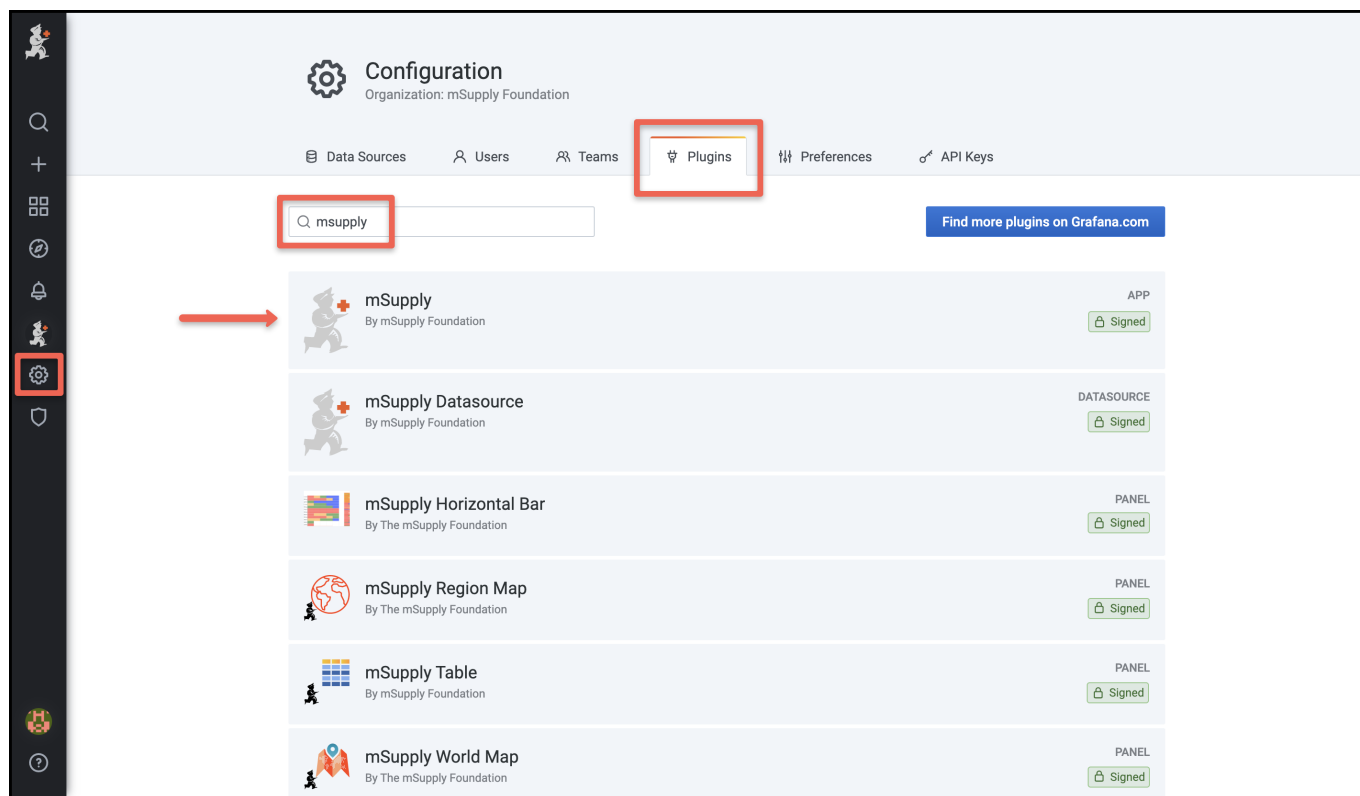 Configuration
Organization: mSupply Foundation
Data Sources Users Teams Plugins Preferences API Keys
msupply
Find more plugins on Grafana.com
mSupply
By mSupply Foundation
APP
Signed
mSupply Datasource
By mSupply Foundation
DATASOURCE
Signed
mSupply Horizontal Bar
By The mSupply Foundation
PANEL
Signed
mSupply Region Map
By The mSupply Foundation
PANEL
Signed
mSupply Table
By mSupply Foundation
PANEL
Signed
mSupply World Map
By The mSupply Foundation
PANEL
Signed